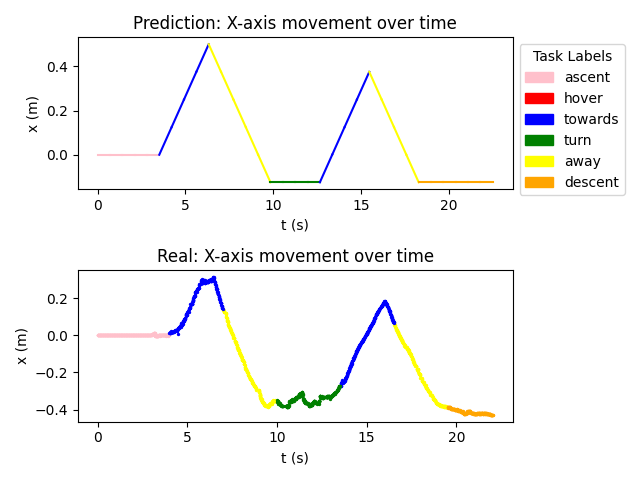 Prediction: X-axis movement over time
x (m)
0.4
0.2
0.0
0
5
10
15
20
t (s)
Task Labels
ascent
hover
towards
turn
away
descent
Real: X-axis movement over time
x (m)
0.2
0.0
−0.2
−0.4
0
5
10
15
20
t (s)